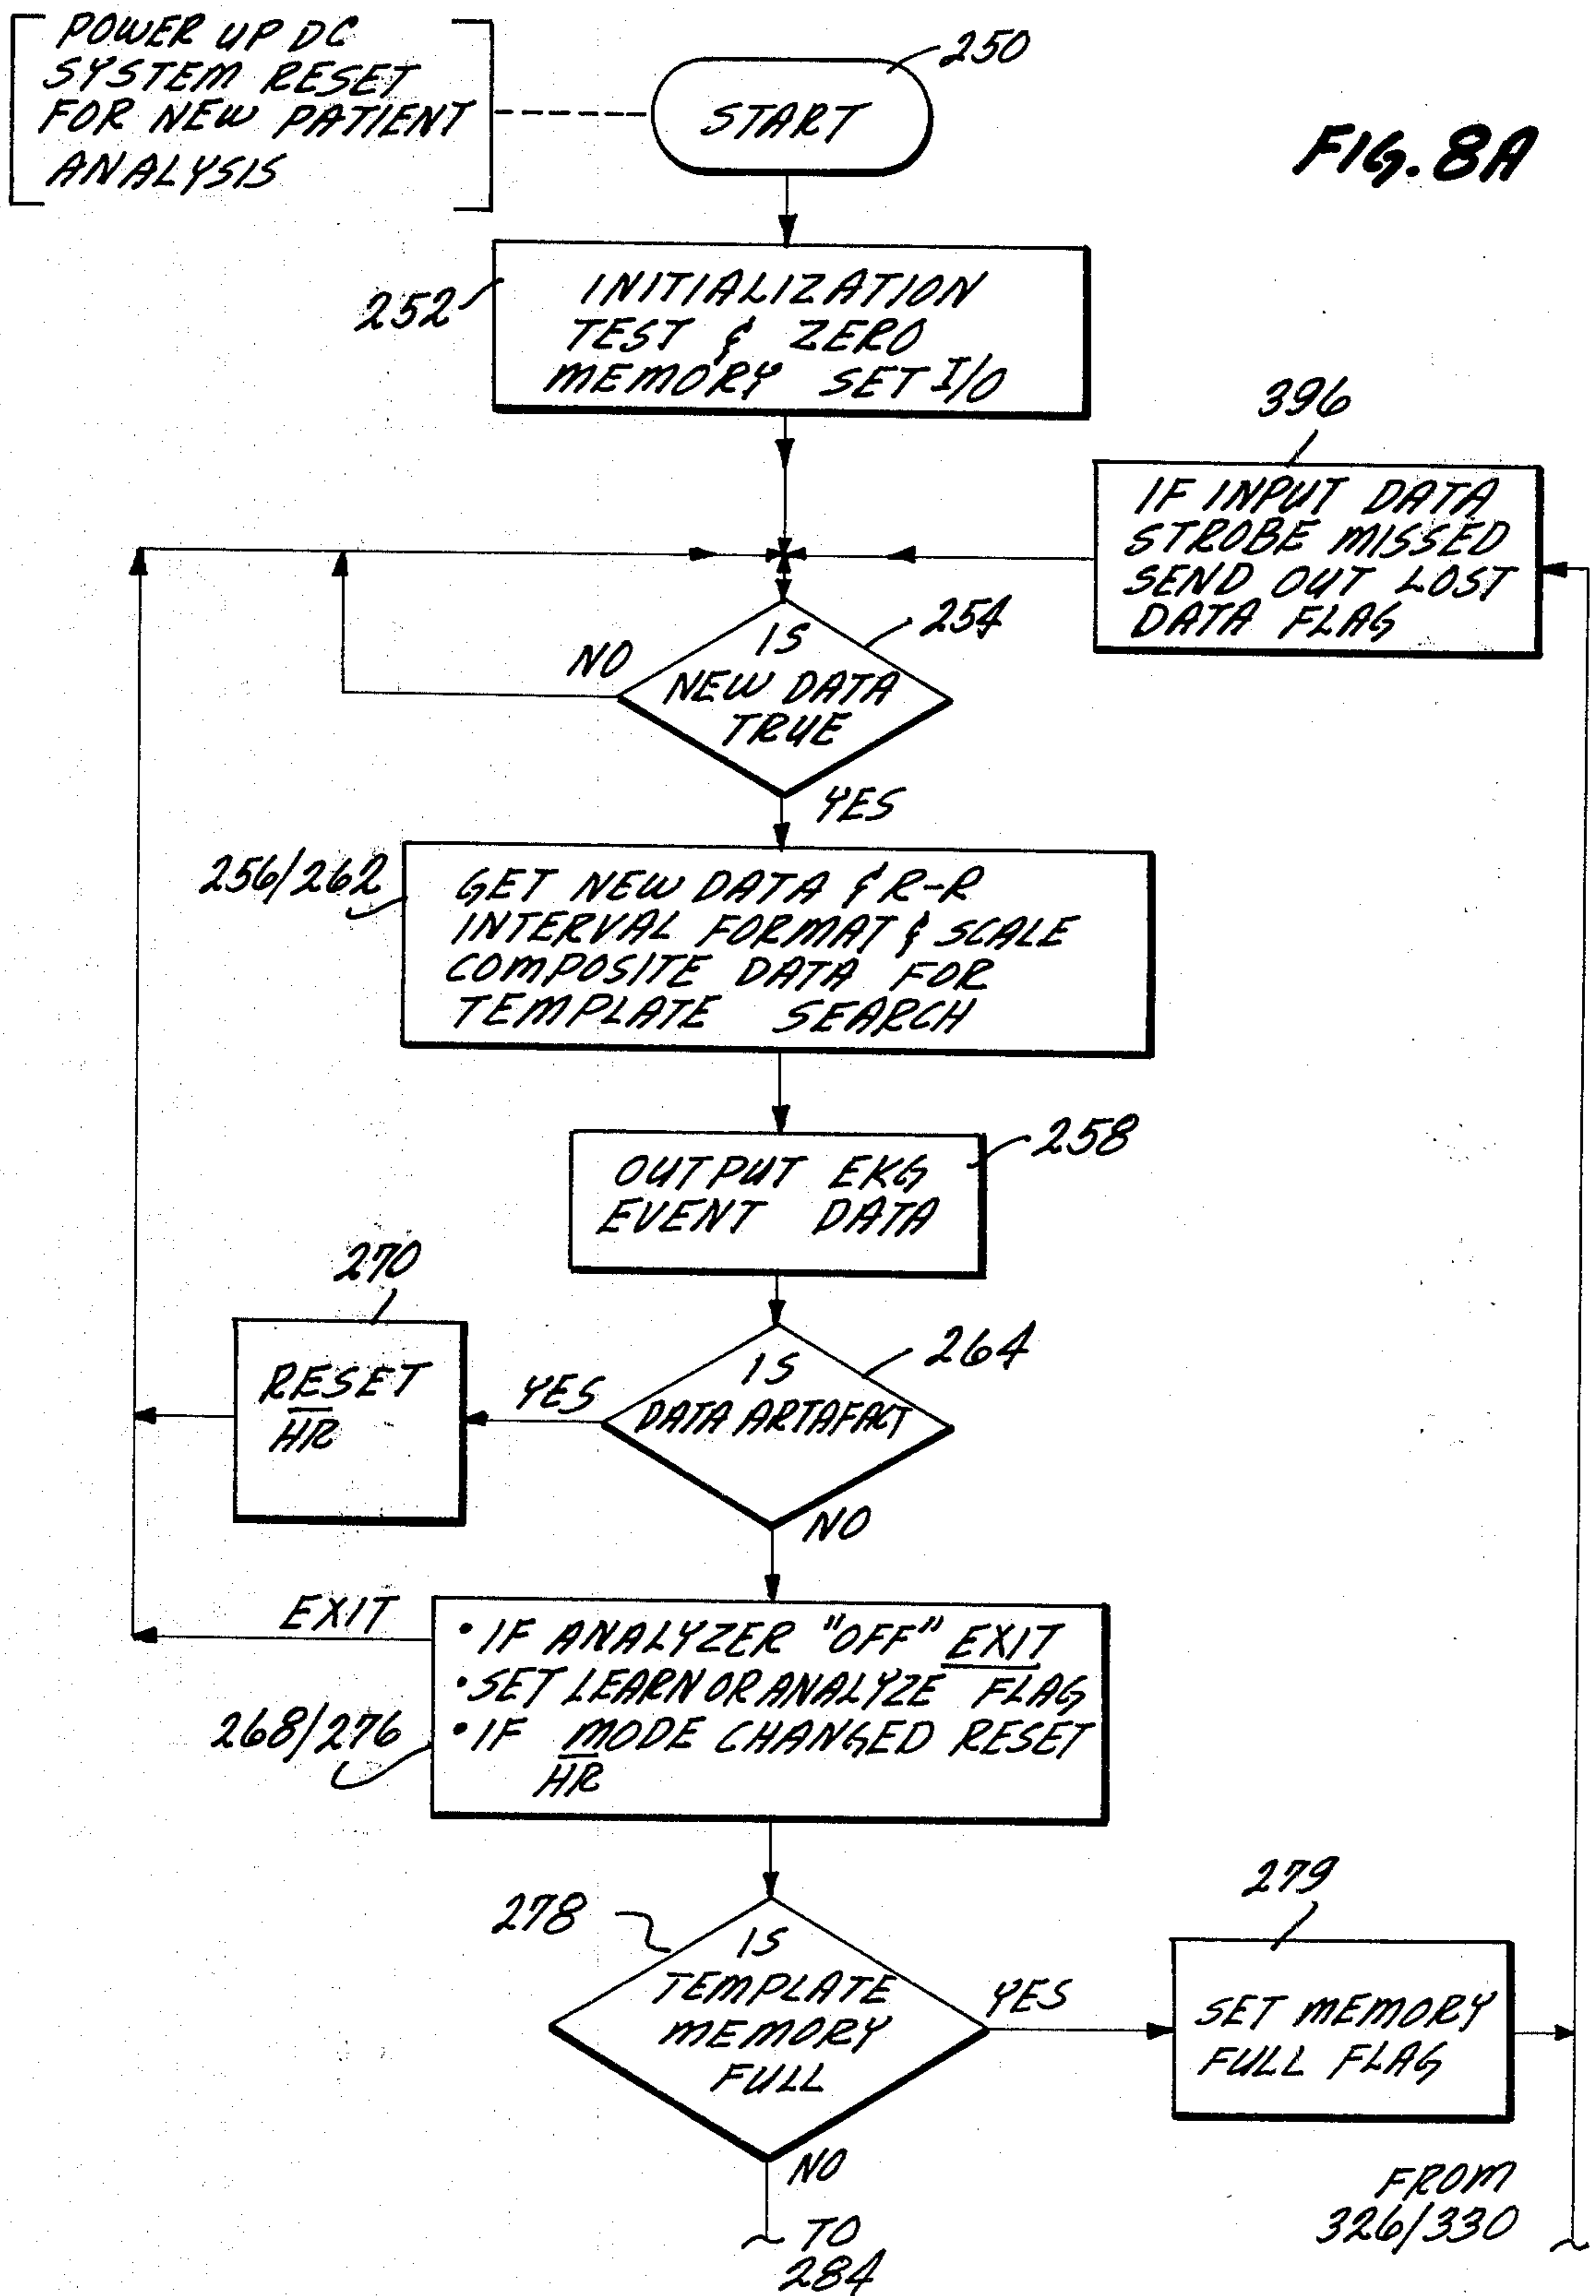 POWER UP DC
SYSTEM RESET
FOR NEW PATIENT
ANALYSIS
250
START
FIG. 8A
252
INITIALIZATION
TEST & ZERO
MEMORY SET I/O
396
IF INPUT DATA
STROBE MISSED
SEND OUT LOST
DATA FLAG
254
IS
NEW DATA
TRUE
NO
YES
256/262
GET NEW DATA & R-R
INTERVAL FORMAT & SCALE
COMPOSITE DATA FOR
TEMPLATE SEARCH
258
OUTPUT EKG
EVENT DATA
270
RESET
HR
264
IS
DATA ARTAFACT
YES
NO
EXIT
268/276
• IF ANALYZER "OFF" EXIT
• SET LEARN OR ANALYZE FLAG
• IF MODE CHANGED RESET
HR
278
IS
TEMPLATE
MEMORY
FULL
YES
279
SET MEMORY
FULL FLAG
NO
TO
284
FROM
326/330